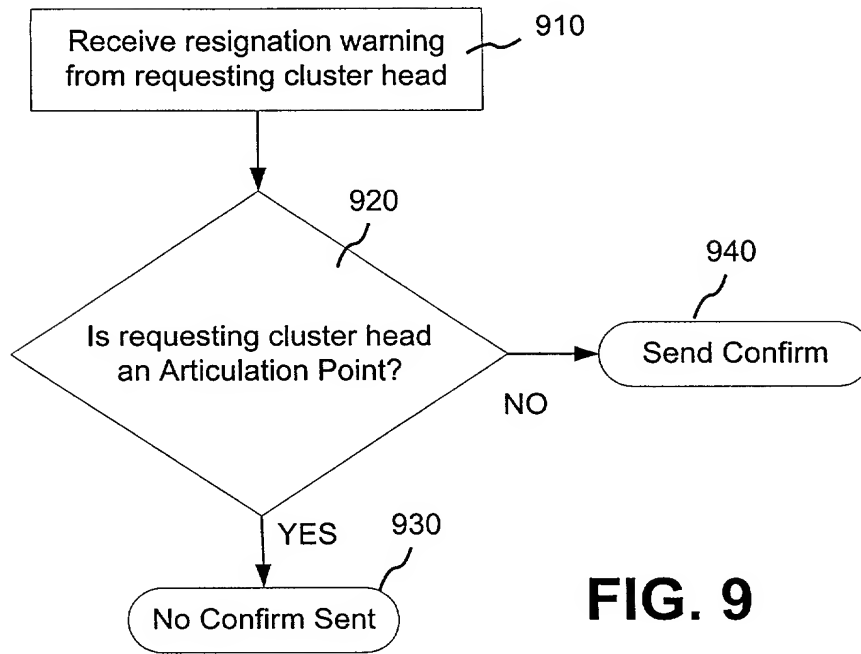 Receive resignation warning
from requesting cluster head
910
920
Is requesting cluster head
an Articulation Point?
940
Send Confirm
NO
YES
930
No Confirm Sent
FIG. 9